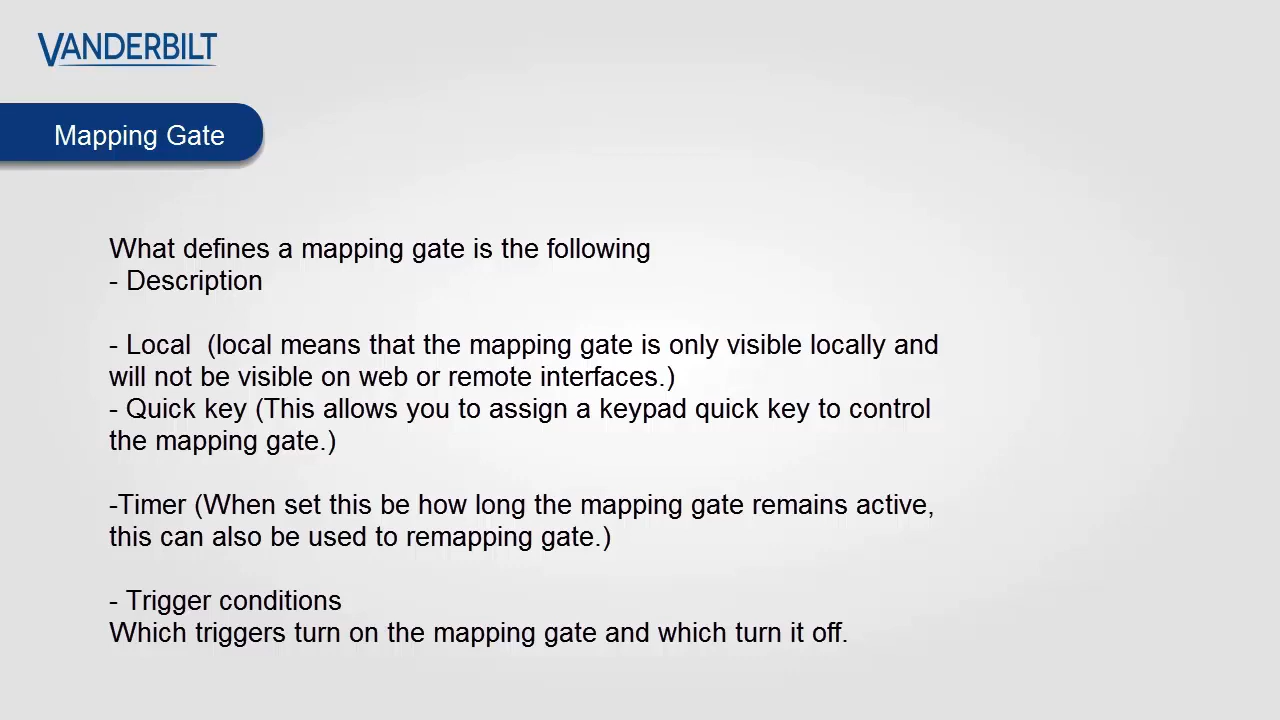 VANDERBILT
Mapping Gate
What defines a mapping gate is the following
- Description
- Local  (local means that the mapping gate is only visible locally and
will not be visible on web or remote interfaces.)
- Quick key (This allows you to assign a keypad quick key to control
the mapping gate.)
-Timer (When set this be how long the mapping gate remains active,
this can also be used to remapping gate.)
- Trigger conditions
Which triggers turn on the mapping gate and which turn it off.